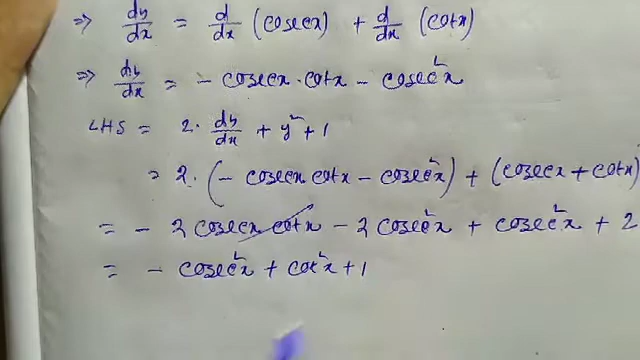 ⇒ dy/dx = d/dx (cosecx) + d/dx (cotx)
⇒ dy/dx = - cosecx·cotx - cosec²x
LHS = 2· dy/dx + y² + 1
= 2· (- cosecx cotx - cosec²x) + (cosecx + cotx)
= - 2 cosecx cotx - 2 cosec²x + cosec²x + 2
= - cosec²x + cot²x + 1